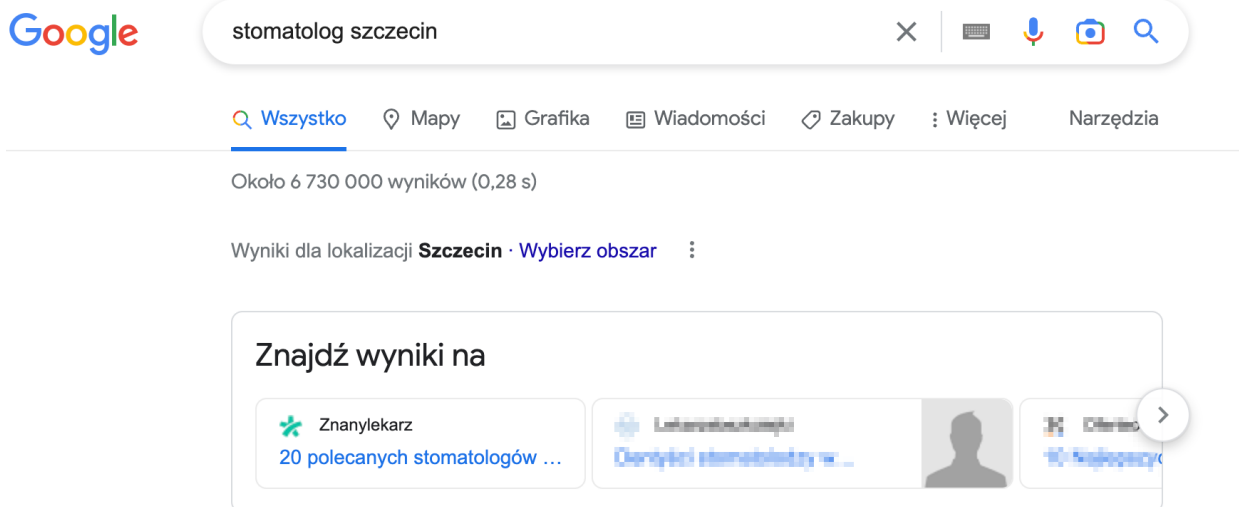 Google
stomatolog szczecin
Wszystko Mapy Grafika Wiadomości Zakupy Więcej Narzędzia
Około 6 730 000 wyników (0,28 s)
Wyniki dla lokalizacji Szczecin · Wybierz obszar
Znajdź wyniki na
Znanylekarz
20 polecanych stomatologów ...